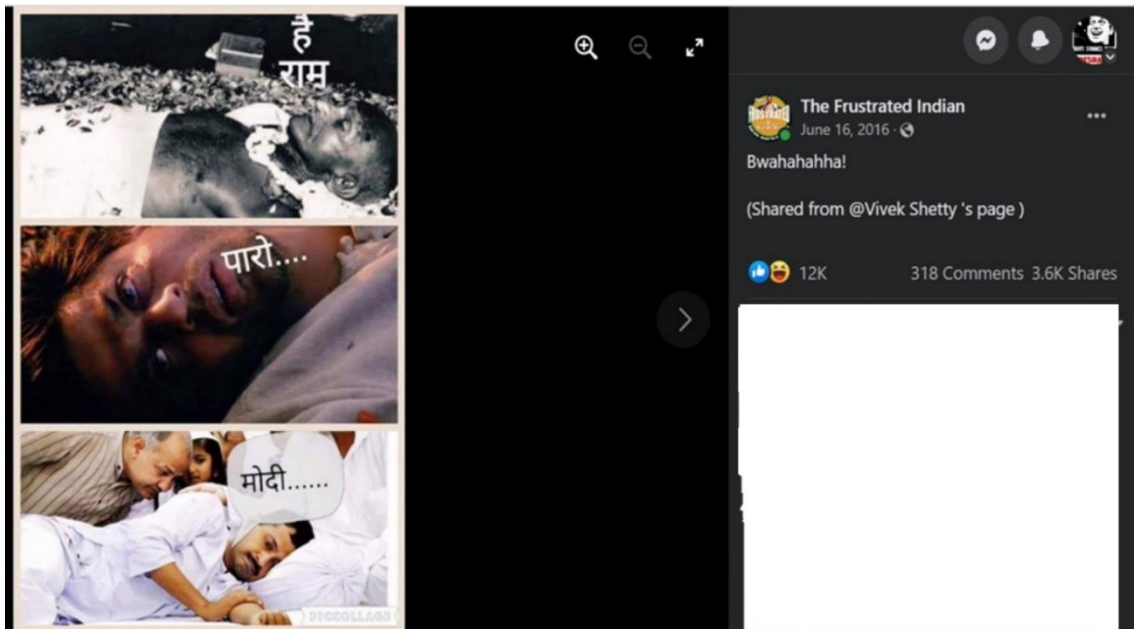 है
राम
पारो....
मोदी......
PICCOLLAGE
The Frustrated Indian
June 16, 2016 ·
Bwahahahha!
(Shared from @Vivek Shetty 's page )
12K
318 Comments 3.6K Shares